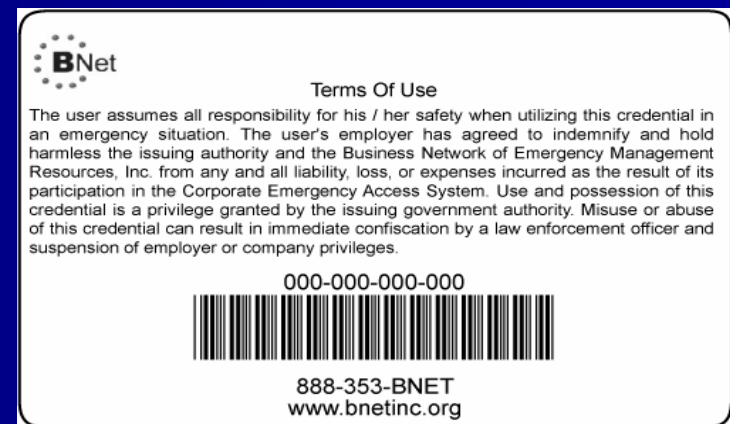 BNet
Terms Of Use
The user assumes all responsibility for his / her safety when utilizing this credential in
an emergency situation. The user's employer has agreed to indemnify and hold
harmless the issuing authority and the Business Network of Emergency Management
Resources, Inc. from any and all liability, loss, or expenses incurred as the result of its
participation in the Corporate Emergency Access System. Use and possession of this
credential is a privilege granted by the issuing government authority. Misuse or abuse
of this credential can result in immediate confiscation by a law enforcement officer and
suspension of employer or company privileges.
000-000-000-000
888-353-BNET
www.bnetinc.org